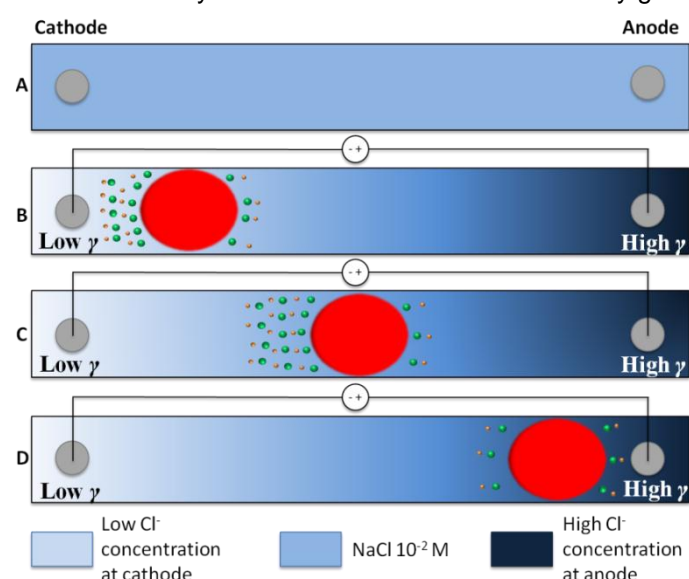 Cathode Anode
A
- +
B
Low γ High γ
- +
C
Low γ High γ
- +
D
Low γ High γ
Low Cl⁻
concentration
at cathode
NaCl 10⁻² M
High Cl⁻
concentration
at anode